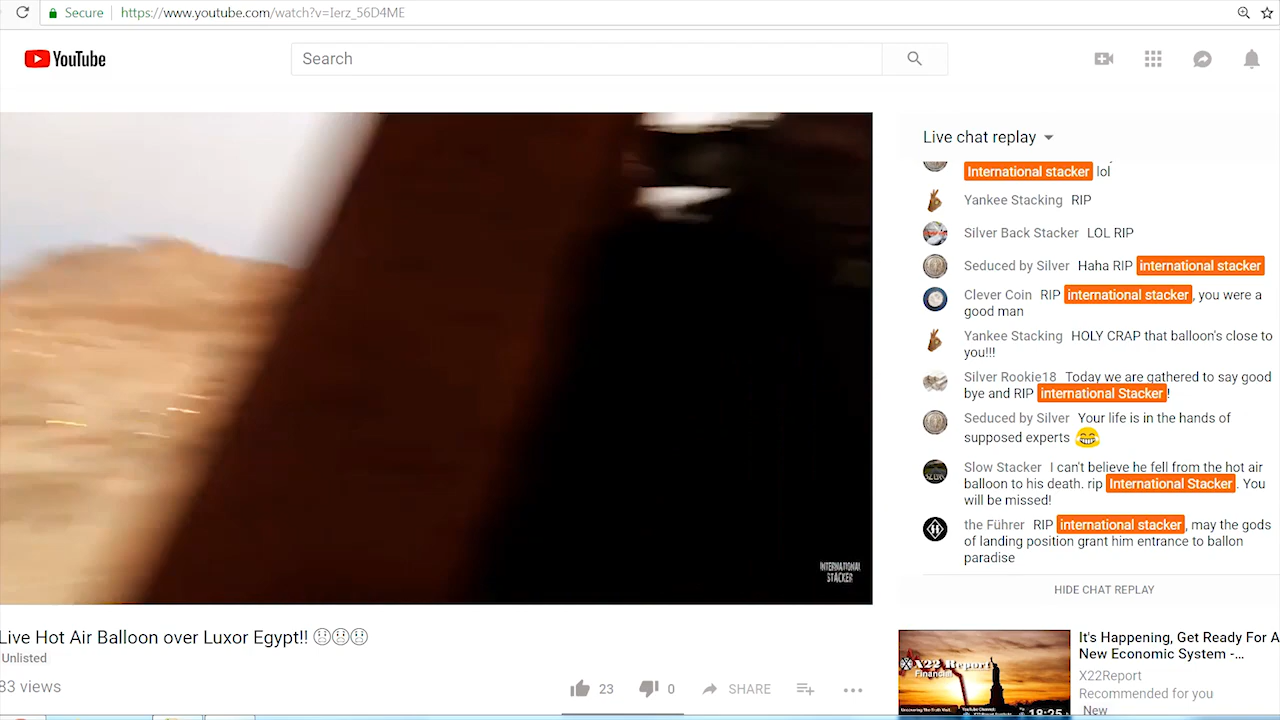 Secure https://www.youtube.com/watch?v=Ierz_56D4ME
YouTube
Search
Live chat replay
International stacker lol
Yankee Stacking RIP
Silver Back Stacker LOL RIP
Seduced by Silver Haha RIP international stacker
Clever Coin RIP international stacker, you were a
good man
Yankee Stacking HOLY CRAP that balloon's close to
you!!!
Silver Rookie18 Today we are gathered to say good
bye and RIP international Stacker!
Seduced by Silver Your life is in the hands of
supposed experts
Slow Stacker I can't believe he fell from the hot air
balloon to his death. rip International Stacker. You
will be missed!
the Führer RIP international stacker, may the gods
of landing position grant him entrance to ballon
paradise
HIDE CHAT REPLAY
INTERNATIONAL
STACKER
Live Hot Air Balloon over Luxor Egypt!!
Unlisted
83 views
23 0 SHARE
X22 Report
Financial
18:25
It's Happening, Get Ready For A
New Economic System -...
X22Report
Recommended for you
New